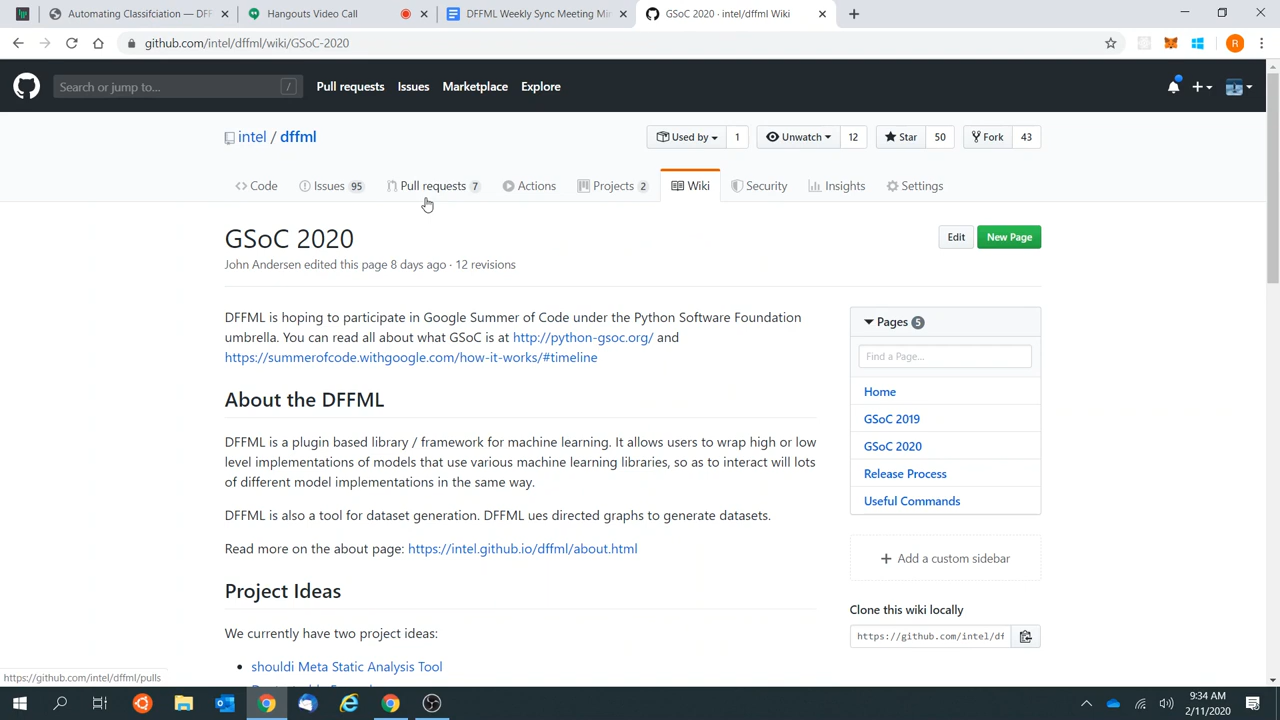 Automating Classifciation — DFF
Hangouts Video Call
DFFML Weekly Sync Meeting Min
GSoC 2020 · intel/dffml Wiki
github.com/intel/dffml/wiki/GSoC-2020
R
Search or jump to...
/
Pull requests
Issues
Marketplace
Explore
intel / dffml
Used by
1
Unwatch
12
Star
50
Fork
43
Code
Issues 95
Pull requests 7
Actions
Projects 2
Wiki
Security
Insights
Settings
GSoC 2020
Edit
New Page
John Andersen edited this page 8 days ago · 12 revisions
DFFML is hoping to participate in Google Summer of Code under the Python Software Foundation
umbrella. You can read all about what GSoC is at http://python-gsoc.org/ and
https://summerofcode.withgoogle.com/how-it-works/#timeline
About the DFFML
DFFML is a plugin based library / framework for machine learning. It allows users to wrap high or low
level implementations of models that use various machine learning libraries, so as to interact will lots
of different model implementations in the same way.
DFFML is also a tool for dataset generation. DFFML ues directed graphs to generate datasets.
Read more on the about page: https://intel.github.io/dffml/about.html
Project Ideas
We currently have two project ideas:
• shouldi Meta Static Analysis Tool
Pages 5
Find a Page...
Home
GSoC 2019
GSoC 2020
Release Process
Useful Commands
+ Add a custom sidebar
Clone this wiki locally
https://github.com/intel/df
https://github.com/intel/dffml/pulls
9:34 AM
2/11/2020